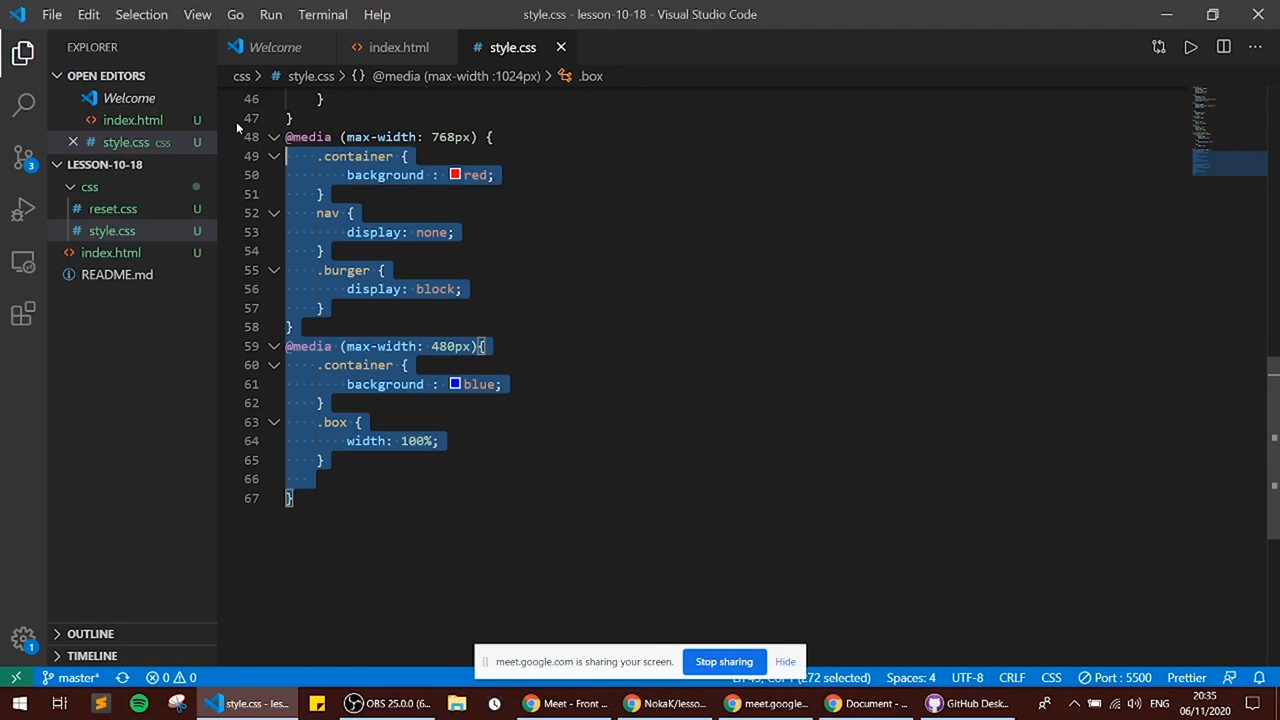 File Edit Selection View Go Run Terminal Help
style.css - lesson-10-18 - Visual Studio Code
EXPLORER
Welcome
index.html
style.css
OPEN EDITORS
css > style.css > {} @media (max-width :1024px) > .box
Welcome
index.html U
style.css css U
LESSON-10-18
css
reset.css U
style.css U
index.html U
README.md
46 }
47 }
48 @media (max-width: 768px) {
49 .container {
50 background : red;
51 }
52 nav {
53 display: none;
54 }
55 .burger {
56 display: block;
57 }
58 }
59 @media (max-width: 480px){
60 .container {
61 background : blue;
62 }
63 .box {
64 width: 100%;
65 }
66
67 }
3
1
OUTLINE
TIMELINE
meet.google.com is sharing your screen. Stop sharing Hide
master* 0 0 (272 selected) Spaces: 4 UTF-8 CRLF CSS Port : 5500 Prettier
style.css - les... OBS 25.0.0 (6... Meet - Front ... NokaK/lesso... meet.google... Document - ... GitHub Desk... ENG
20:35
06/11/2020